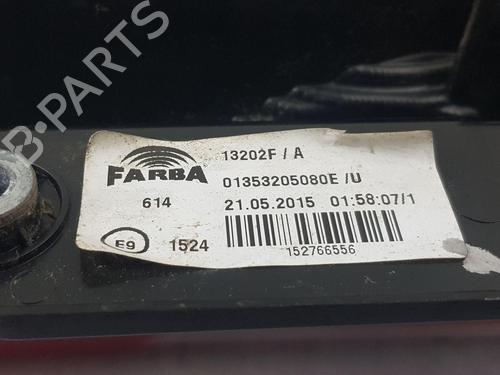 B-PARTS
FARBA
13202F / A
01353205080E /U
614
21.05.2015 01:58:07/1
E9
1524
152766556